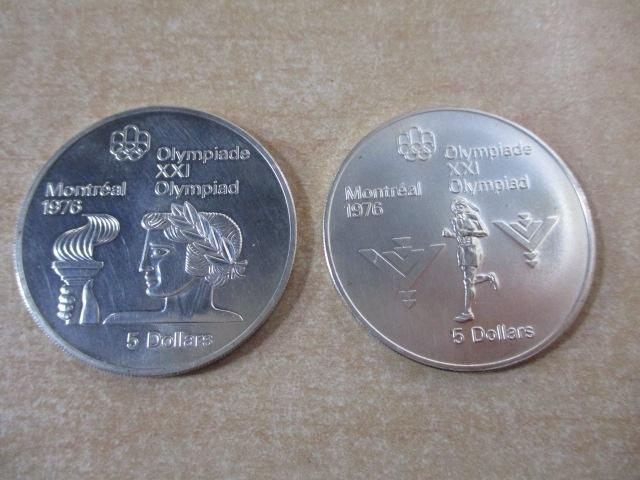 Olympiade
XXI
Olympiad
Montréal
1976
5 Dollars
Olympiade
XXI
Olympiad
Montréal
1976
5 Dollars